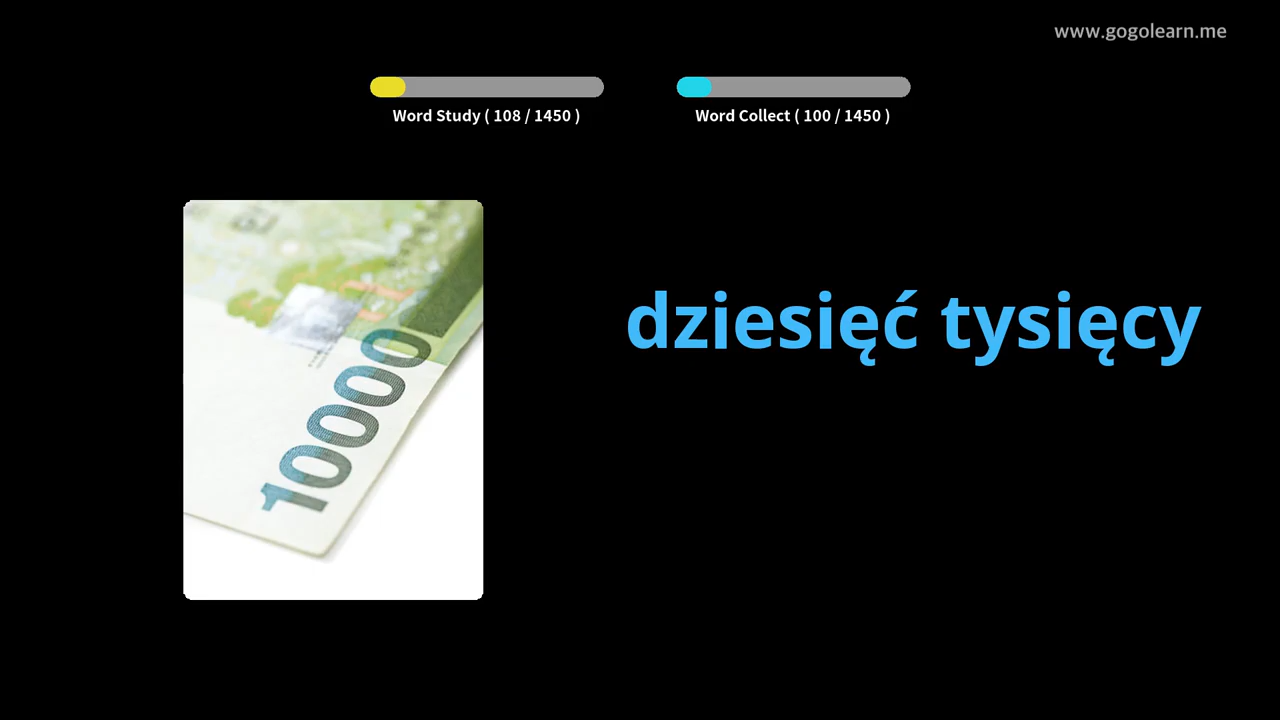 www.gogolearn.me
Word Study ( 108 / 1450 )
Word Collect ( 100 / 1450 )
dziesięć tysięcy
10000